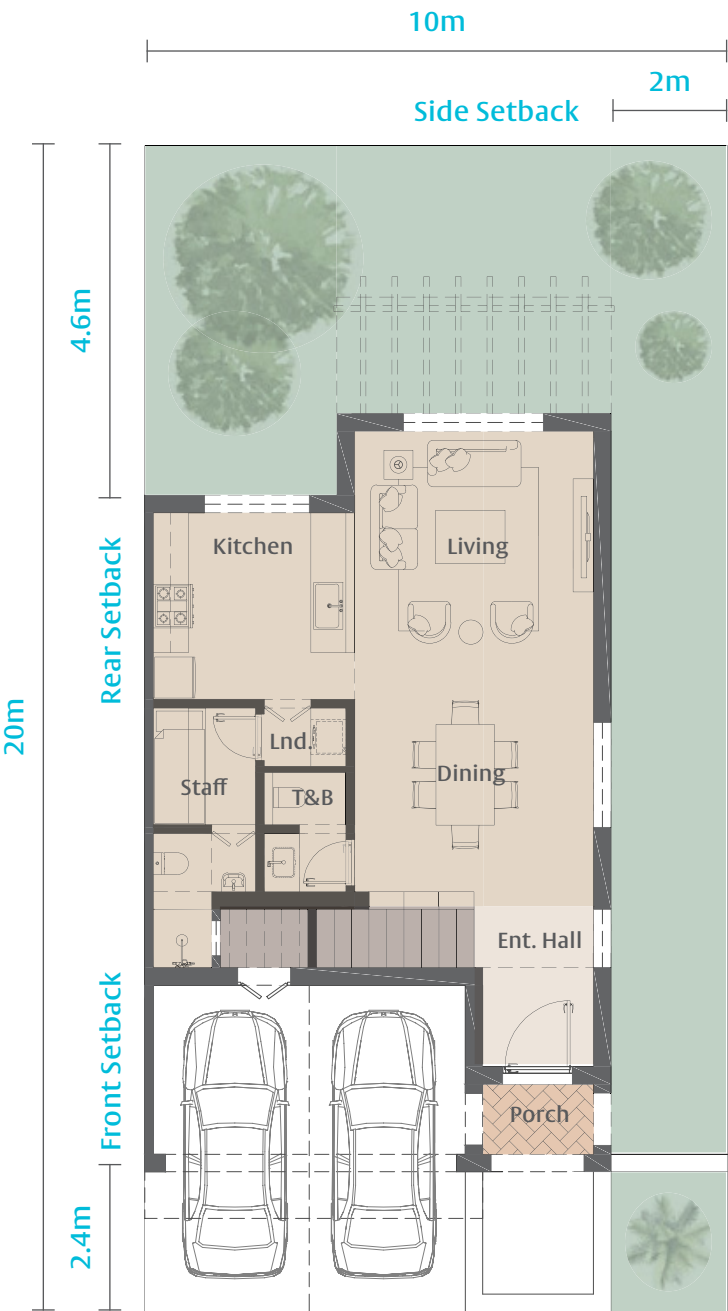 10m
2m
Side Setback
4.6m
Rear Setback
20m
Front Setback
2.4m
Kitchen
Living
Lnd.
Staff
T&B
Dining
Ent. Hall
Porch